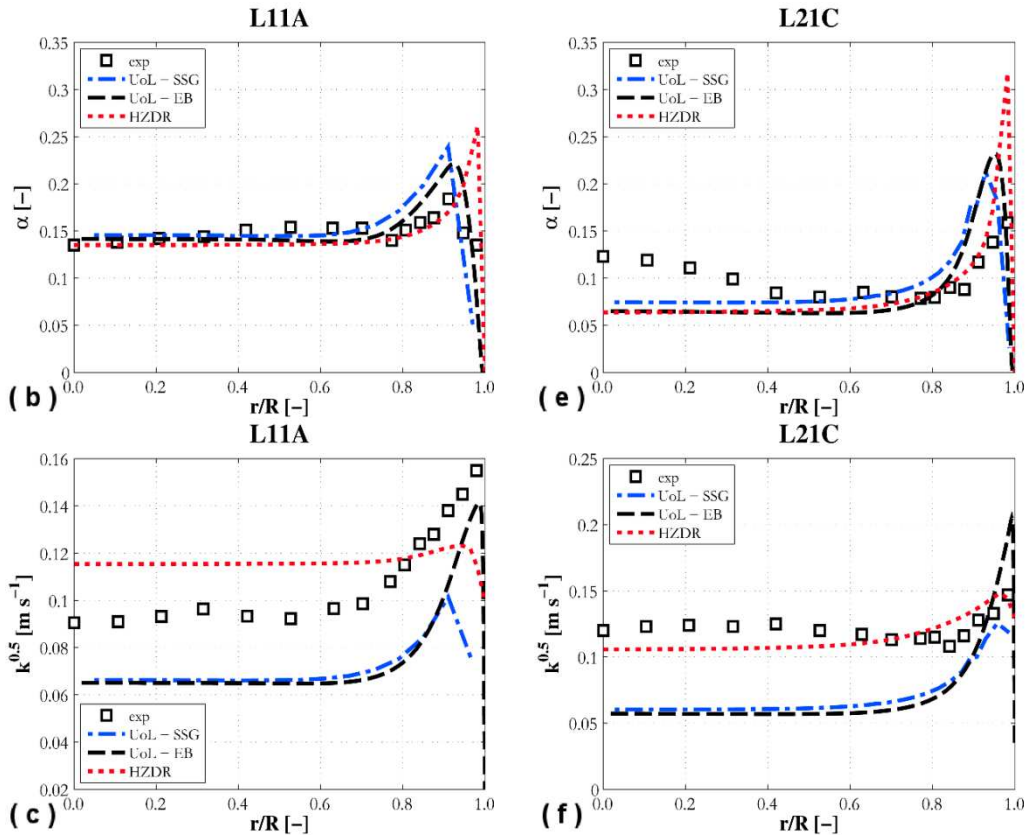 L11A
0.35
0.3
0.25
0.2
0.15
0.1
0.05
0
α [−]
exp
UoL − SSG
UoL − EB
HZDR
0 0.2 0.4 0.6 0.8 1.0
r/R [−]
( b )
L21C
0.35
0.3
0.25
0.2
0.15
0.1
0.05
0
α [−]
exp
UoL − SSG
UoL − EB
HZDR
0 0.2 0.4 0.6 0.8 1.0
r/R [−]
( e )
L11A
0.16
0.14
0.12
0.1
0.08
0.06
0.04
0.02
k^0.5 [m s^−1]
exp
UoL − SSG
UoL − EB
HZDR
0 0.2 0.4 0.6 0.8 1.0
r/R [−]
( c )
L21C
0.25
0.2
0.15
0.1
0.05
0
k^0.5 [m s^−1]
exp
UoL − SSG
UoL − EB
HZDR
0 0.2 0.4 0.6 0.8 1.0
r/R [−]
( f )